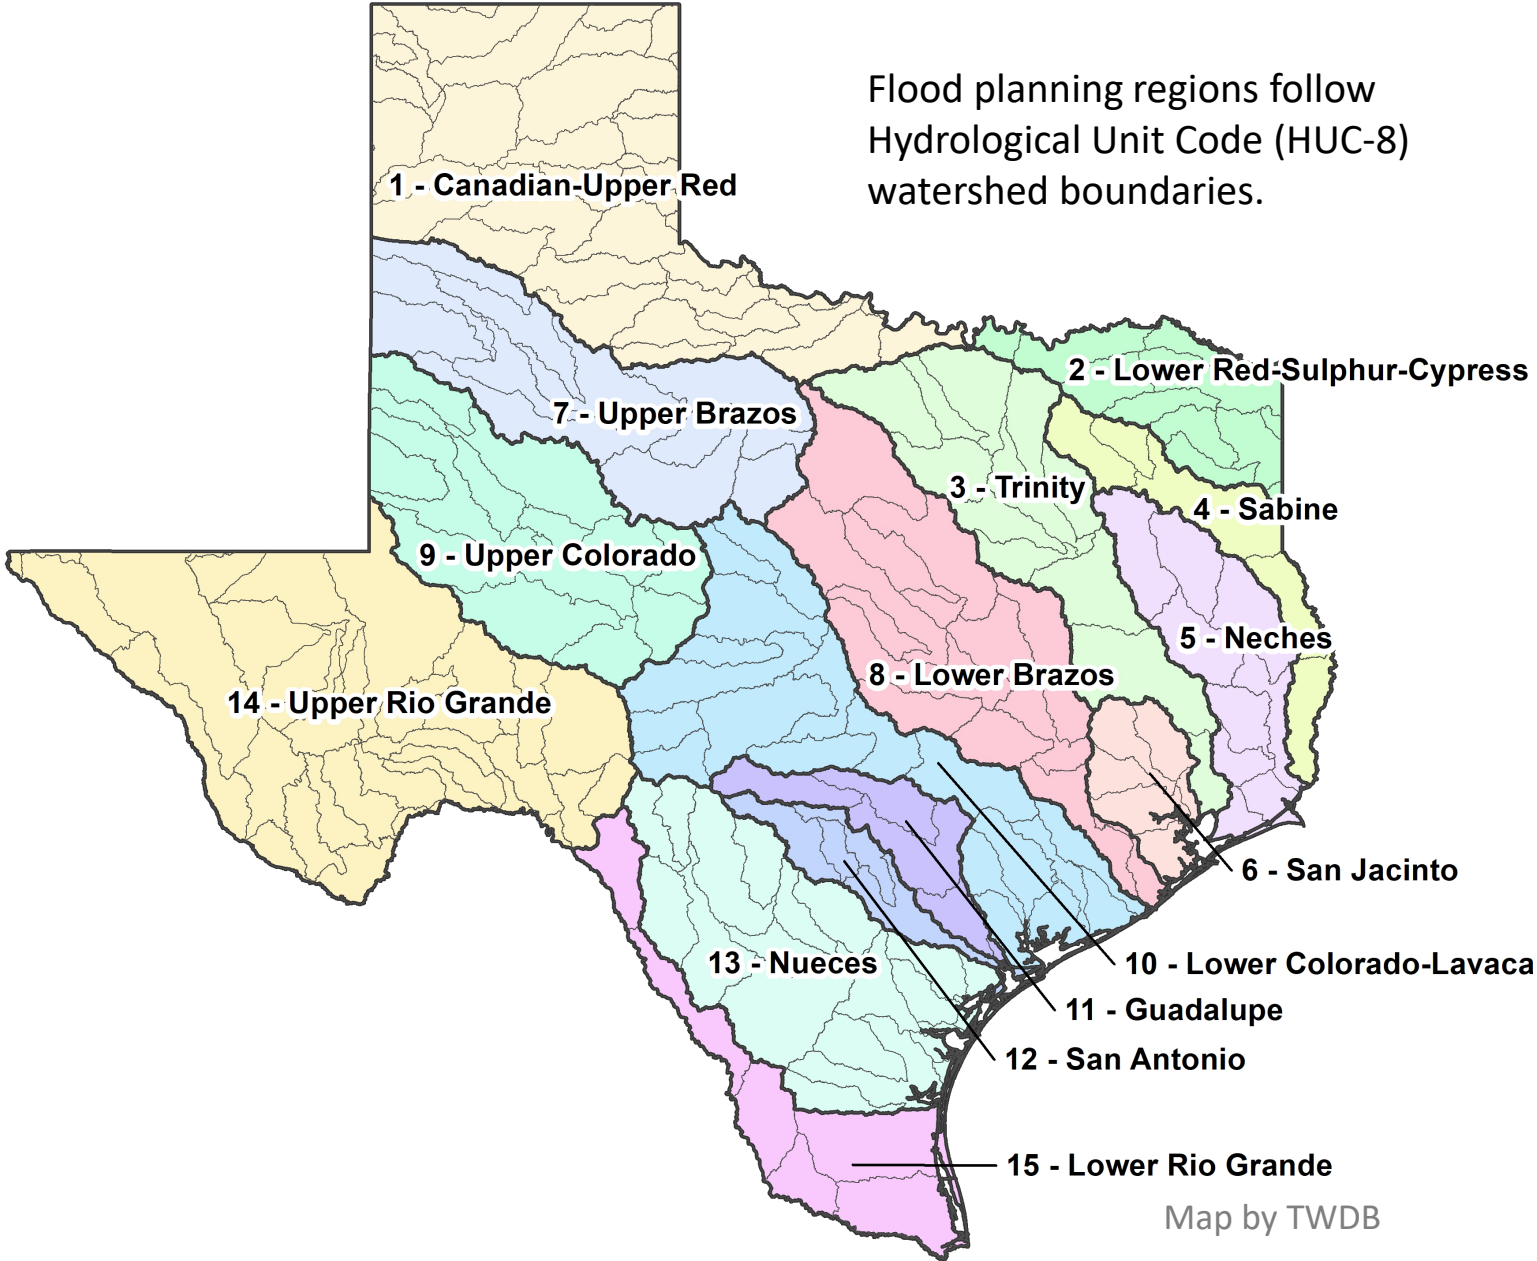 Flood planning regions follow
Hydrological Unit Code (HUC-8)
watershed boundaries.
1 - Canadian-Upper Red
2 - Lower Red-Sulphur-Cypress
7 - Upper Brazos
3 - Trinity
4 - Sabine
9 - Upper Colorado
5 - Neches
8 - Lower Brazos
14 - Upper Rio Grande
6 - San Jacinto
13 - Nueces
10 - Lower Colorado-Lavaca
11 - Guadalupe
12 - San Antonio
15 - Lower Rio Grande
Map by TWDB